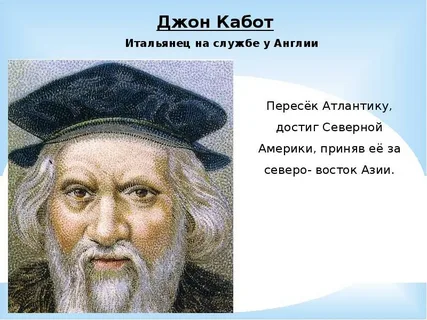 Джон Кабот
Итальянец на службе у Англии
Пересёк Атлантику,
достиг Северной
Америки, приняв её за
северо- восток Азии.